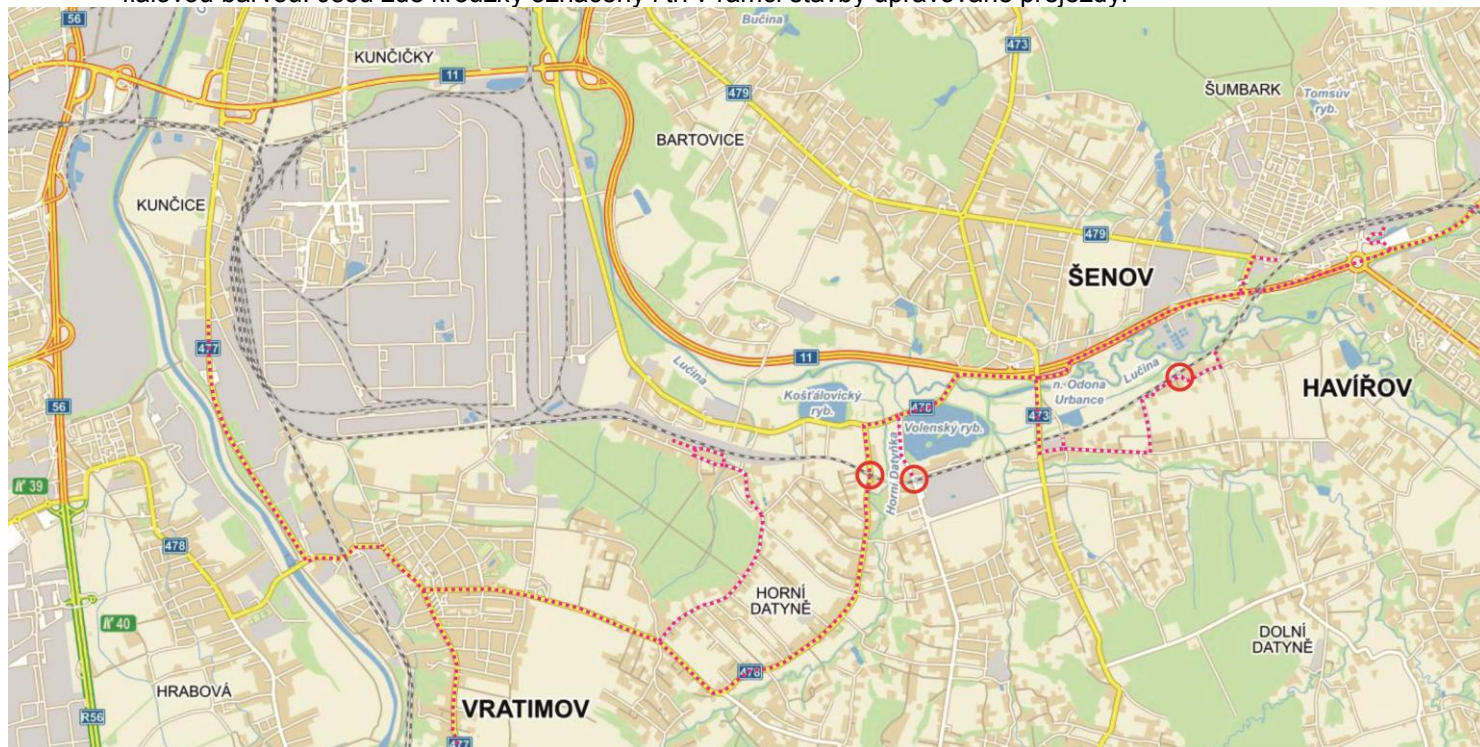 fialovou barvou. Jsou zde kroužky označeny i tři v rámci stavby upravované přejezdy.
56
KUNČIČKY
11
Bučina
473
479
ŠUMBARK
Tomsův
ryb.
BARTOVICE
KUNČICE
479
ŠENOV
477
11
Lučina
Košťálovický
ryb.
478
Volenský ryb.
Horní Datyňka
n. Odona
Urbance
Lučina
473
HAVÍŘOV
56
39
478
40
HORNÍ
DATYNĚ
DOLNÍ
DATYNĚ
HRABOVÁ
478
VRATIMOV
R56
477